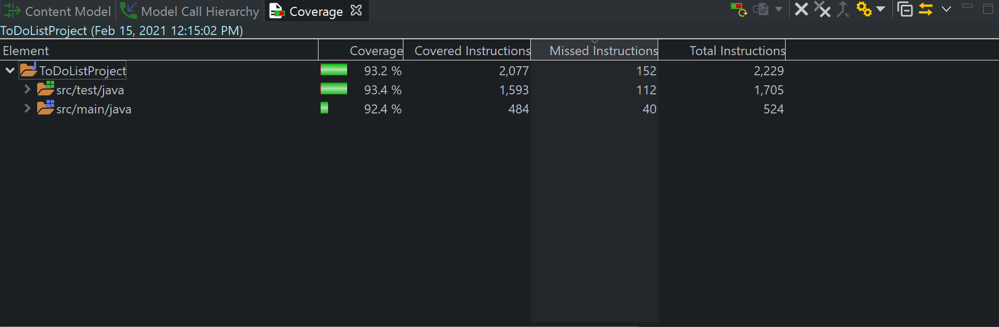 Content Model Model Call Hierarchy Coverage
ToDoListProject (Feb 15, 2021 12:15:02 PM)
Element Coverage Covered Instructions Missed Instructions Total Instructions
ToDoListProject 93.2 % 2,077 152 2,229
src/test/java 93.4 % 1,593 112 1,705
src/main/java 92.4 % 484 40 524